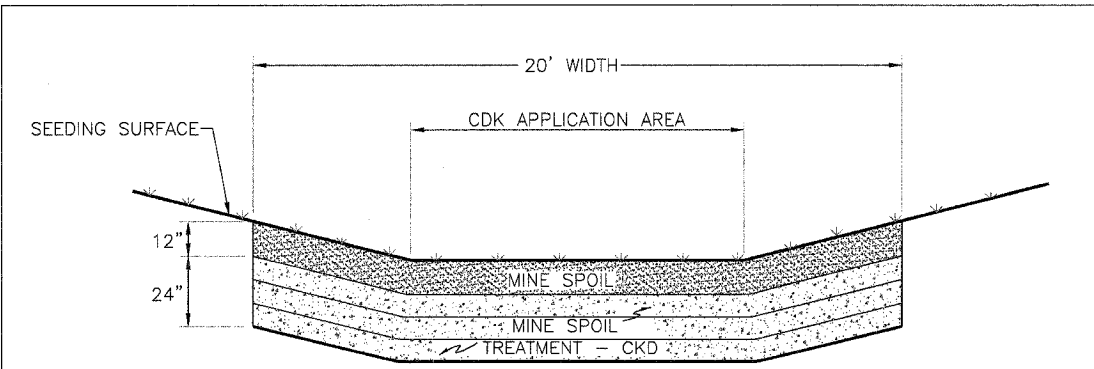 20' WIDTH
CDK APPLICATION AREA
SEEDING SURFACE
12"
MINE SPOIL
24"
MINE SPOIL
TREATMENT - CKD